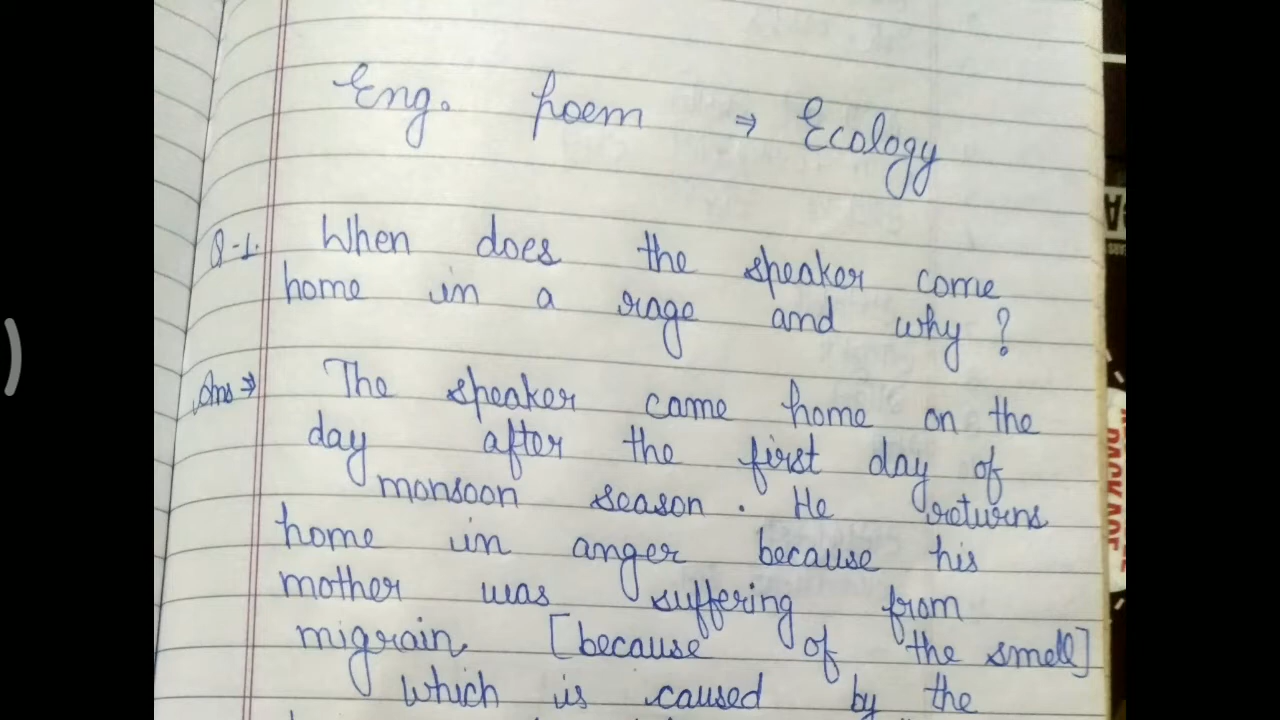 Eng. Poem ⇒ Ecology
Q-1. When does the speaker come
home in a rage and why?
Ans ⇒ The speaker came home on the
day after the first day of
monsoon season. He returns
home in anger because his
mother was suffering from
migrain [because of the smell]
which is caused by the